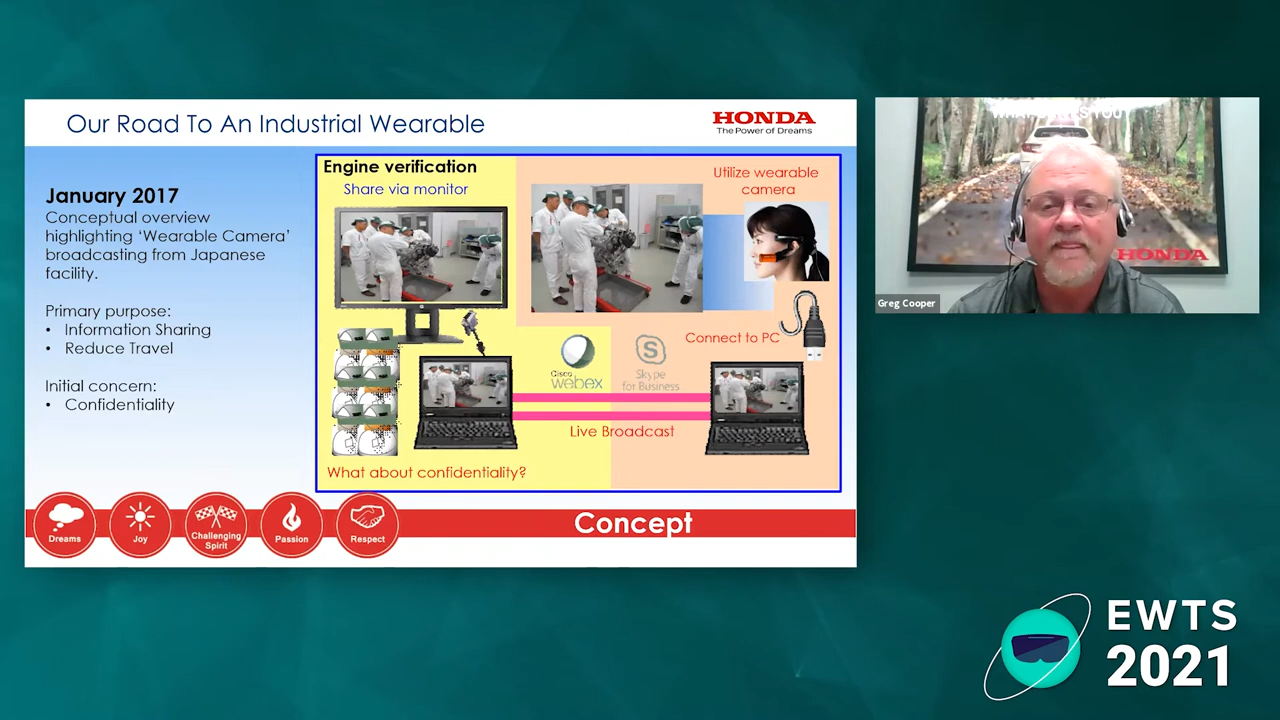 Our Road To An Industrial Wearable
HONDA
The Power of Dreams
January 2017
Conceptual overview
highlighting ‘Wearable Camera’
broadcasting from Japanese
facility.
Primary purpose:
• Information Sharing
• Reduce Travel
Initial concern:
• Confidentiality
Engine verification
Share via monitor
Utilize wearable
camera
Connect to PC
Cisco
webex
Skype
for Business
Live Broadcast
What about confidentiality?
Dreams
Joy
Challenging
Spirit
Passion
Respect
Concept
HONDA
Greg Cooper
EWTS
2021